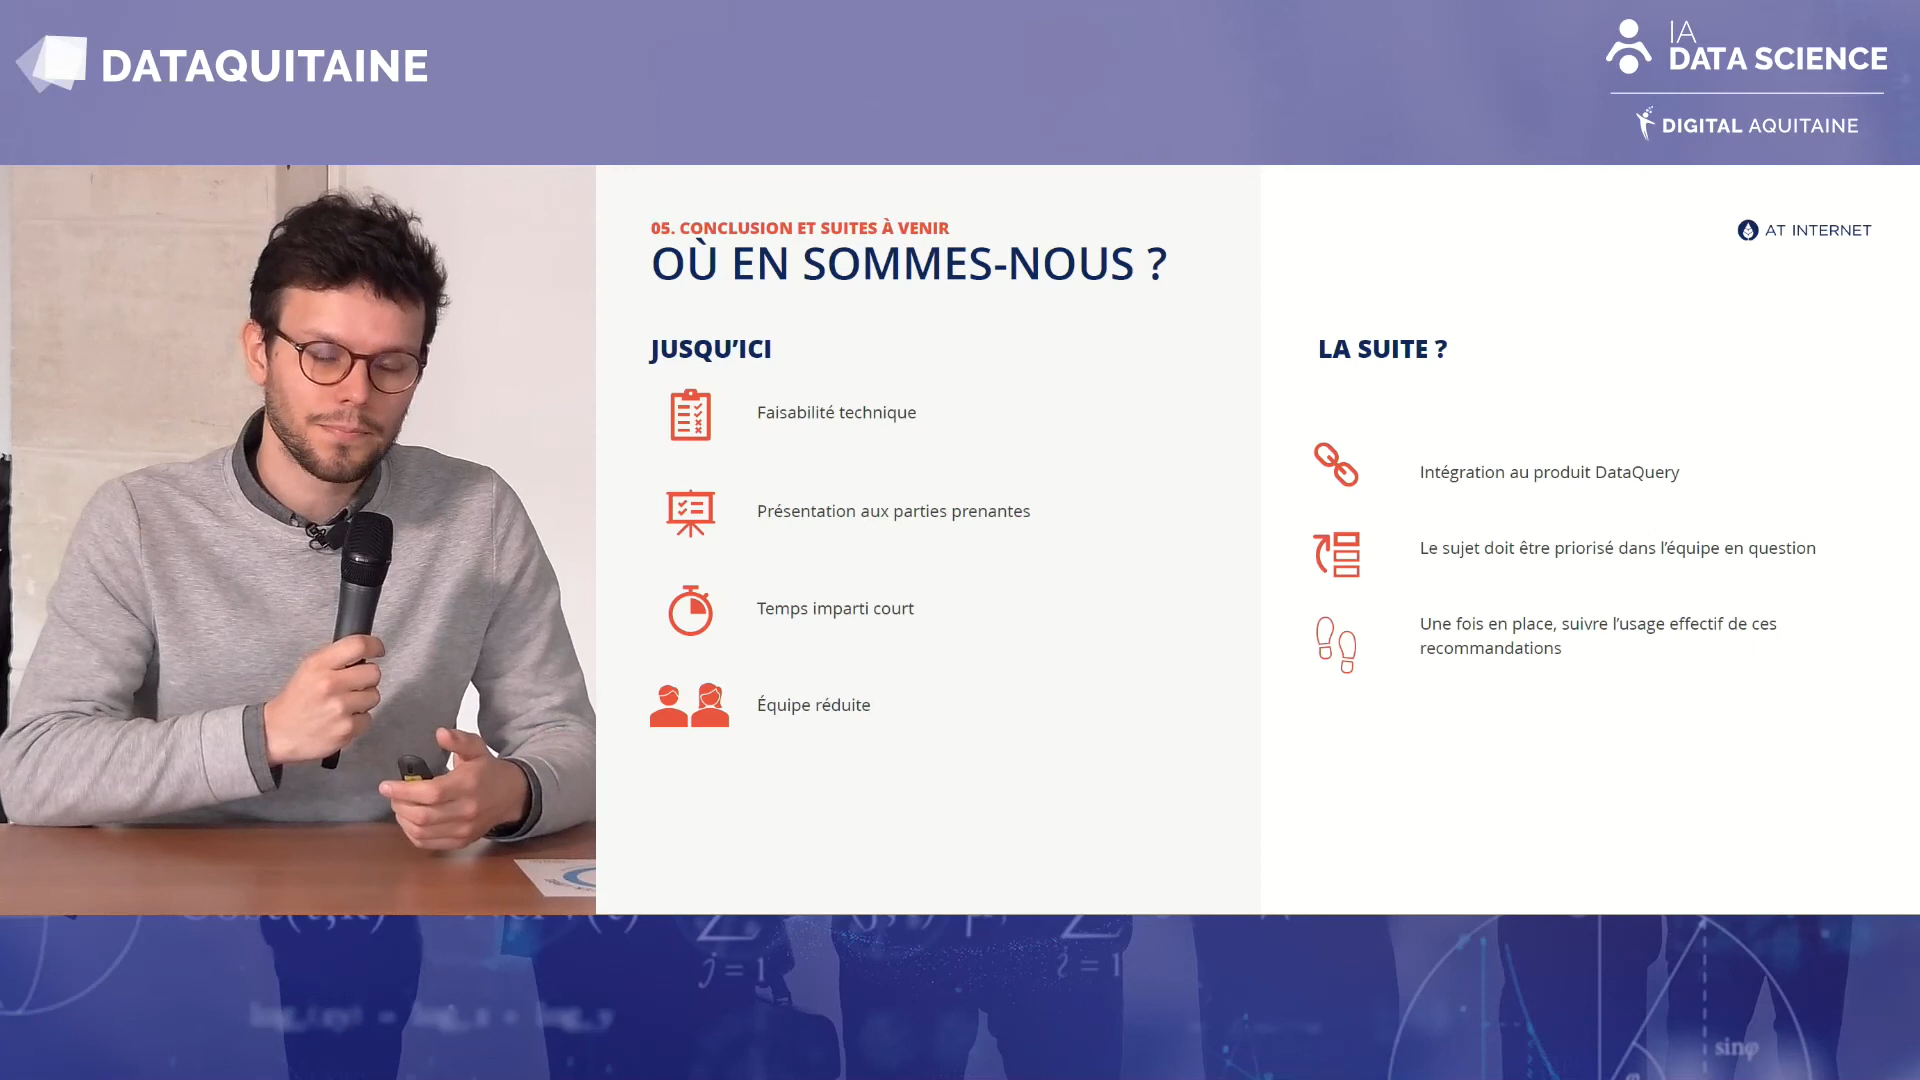 DATAQUITAINE
IA
DATA SCIENCE
DIGITAL AQUITAINE
05. CONCLUSION ET SUITES À VENIR
OÙ EN SOMMES-NOUS ?
AT INTERNET
JUSQU'ICI
Faisabilité technique
Présentation aux parties prenantes
Temps imparti court
Équipe réduite
LA SUITE ?
Intégration au produit DataQuery
Le sujet doit être priorisé dans l'équipe en question
Une fois en place, suivre l'usage effectif de ces
recommandations
j = 1
i = 1
sinφ